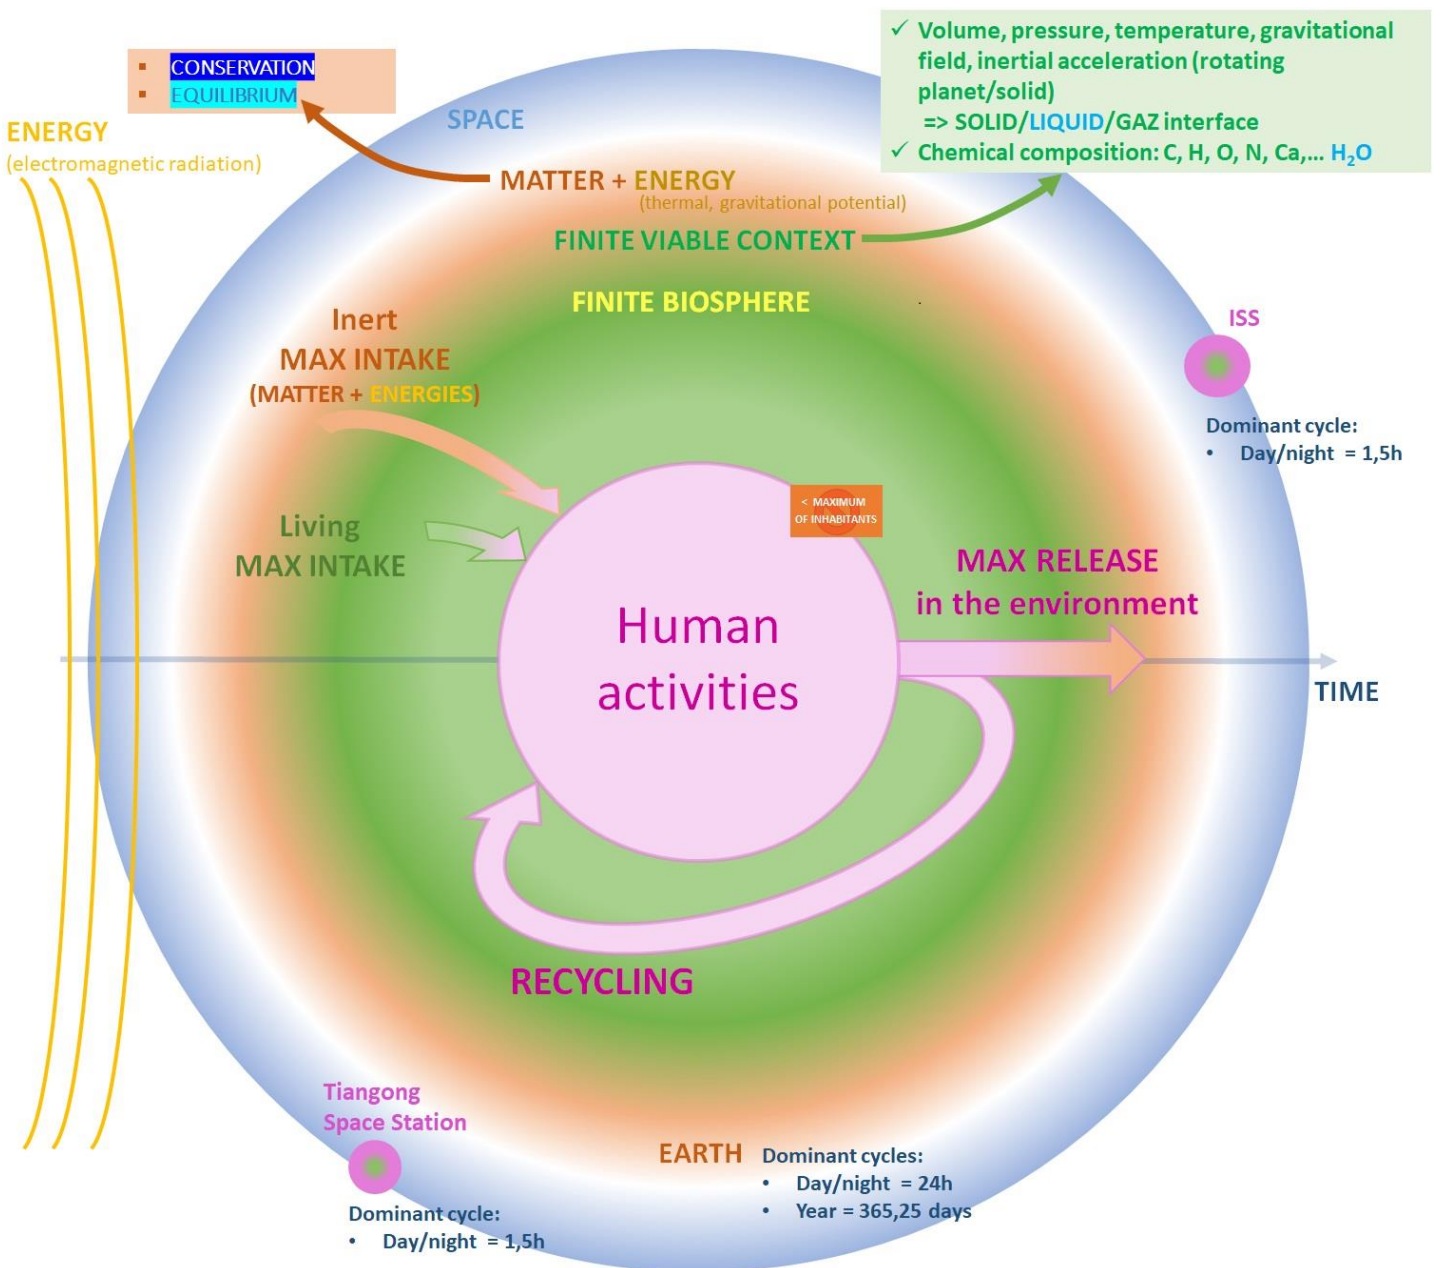 ▪ CONSERVATION
▪ EQUILIBRIUM
ENERGY
(electromagnetic radiation)
SPACE
✓ Volume, pressure, temperature, gravitational
field, inertial acceleration (rotating
planet/solid)
=> SOLID/LIQUID/GAZ interface
✓ Chemical composition: C, H, O, N, Ca,... H₂O
MATTER + ENERGY
(thermal, gravitational potential)
FINITE VIABLE CONTEXT
FINITE BIOSPHERE
Inert
MAX INTAKE
(MATTER + ENERGIES)
ISS
Dominant cycle:
• Day/night = 1,5h
Living
MAX INTAKE
< MAXIMUM
OF INHABITANTS
MAX RELEASE
in the environment
Human
activities
TIME
RECYCLING
Tiangong
Space Station
Dominant cycle:
• Day/night = 1,5h
EARTH
Dominant cycles:
• Day/night = 24h
• Year = 365,25 days